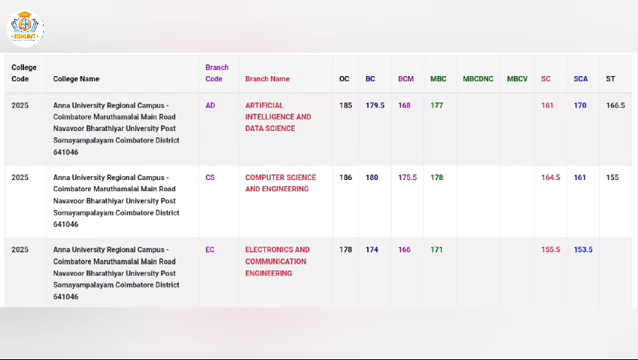 EDHUNT
College Code College Name Branch Code Branch Name OC BC BCM MBC MBCDNC MBCV SC SCA ST
2025 Anna University Regional Campus - AD ARTIFICIAL 185 179.5 168 177 161 170 166.5
Coimbatore Maruthamalai Main Road INTELLIGENCE AND
Navavoor Bharathiyar University Post DATA SCIENCE
Somayampalayam Coimbatore District
641046
2025 Anna University Regional Campus - CS COMPUTER SCIENCE 186 180 175.5 178 164.5 161 155
Coimbatore Maruthamalai Main Road AND ENGINEERING
Navavoor Bharathiyar University Post
Somayampalayam Coimbatore District
641046
2025 Anna University Regional Campus - EC ELECTRONICS AND 178 174 166 171 155.5 153.5
Coimbatore Maruthamalai Main Road COMMUNICATION
Navavoor Bharathiyar University Post ENGINEERING
Somayampalayam Coimbatore District
641046